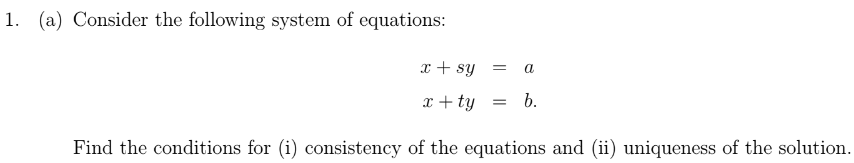 1. (a) Consider the following system of equations:
x + sy = a
x + ty = b.
Find the conditions for (i) consistency of the equations and (ii) uniqueness of the solution.